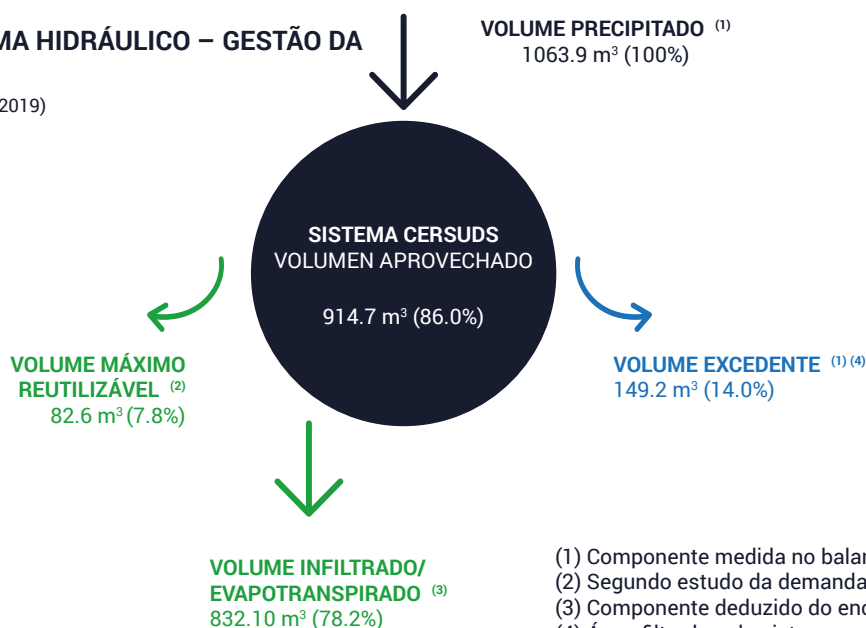 MA HIDRÁULICO – GESTÃO DA
2019)
VOLUME PRECIPITADO (1)
1063.9 m³ (100%)
SISTEMA CERSUDS
VOLUMEN APROVECHADO
914.7 m³ (86.0%)
VOLUME MÁXIMO
REUTILIZÁVEL (2)
82.6 m³ (7.8%)
VOLUME EXCEDENTE (1) (4)
149.2 m³ (14.0%)
VOLUME INFILTRADO/
EVAPOTRANSPIRADO (3)
832.10 m³ (78.2%)
(1) Componente medida no balan
(2) Segundo estudo da demanda
(3) Componente deduzido do enc
(4)